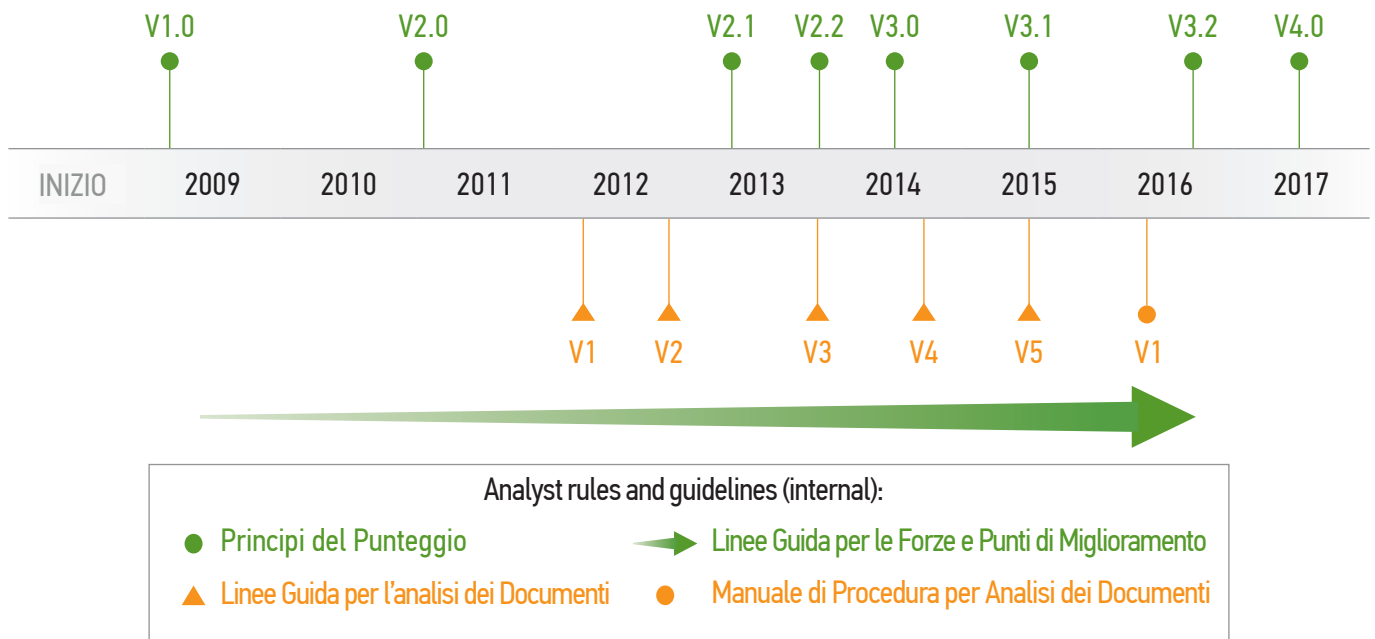 V1.0 V2.0 V2.1 V2.2 V3.0 V3.1 V3.2 V4.0
INIZIO 2009 2010 2011 2012 2013 2014 2015 2016 2017
V1 V2 V3 V4 V5 V1
Analyst rules and guidelines (internal):
Principi del Punteggio Linee Guida per le Forze e Punti di Miglioramento
Linee Guida per l’analisi dei Documenti Manuale di Procedura per Analisi dei Documenti